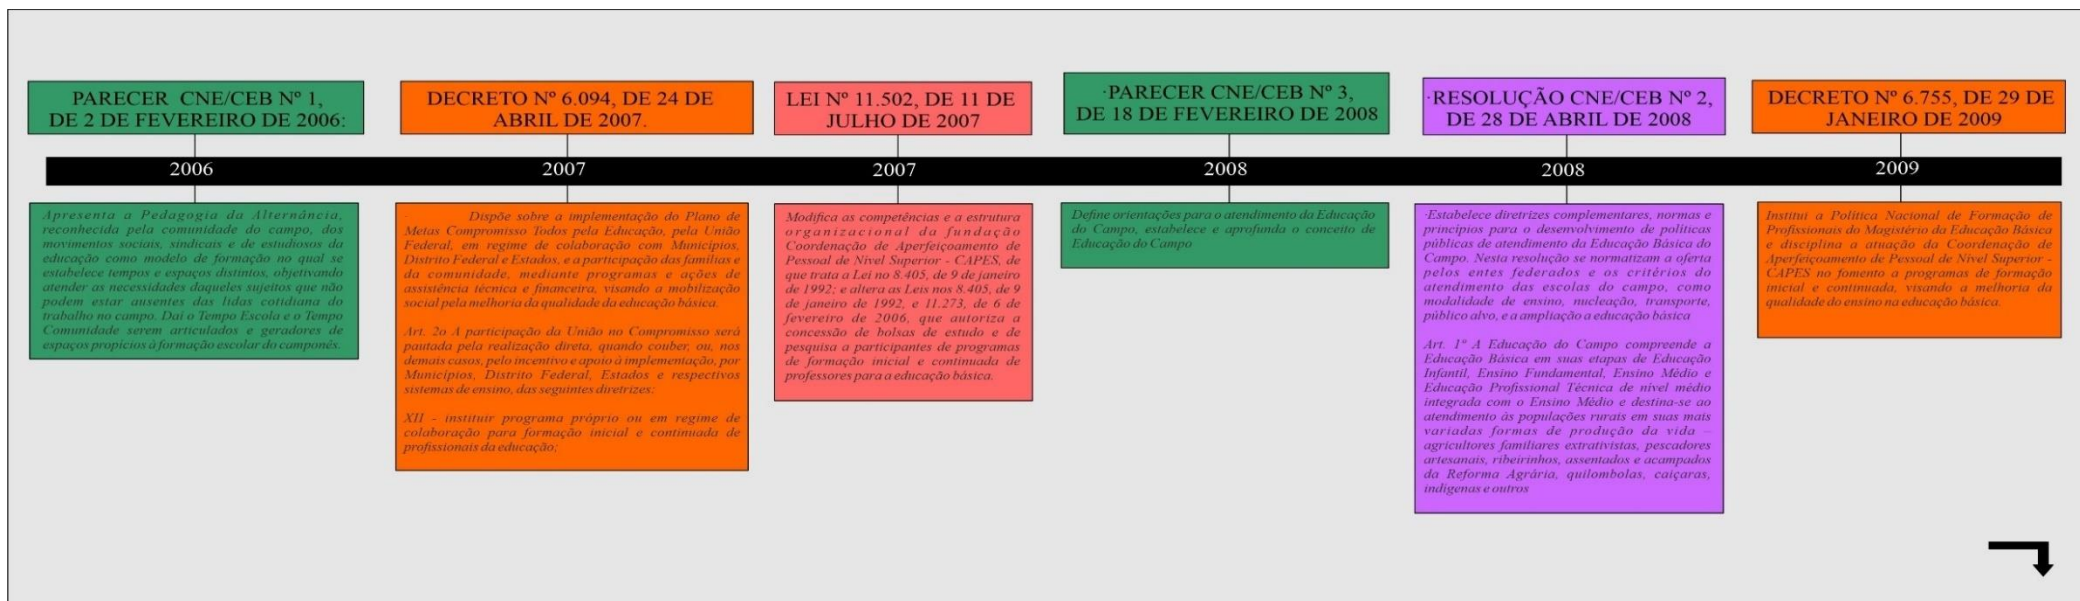 PARECER CNE/CEB Nº 1,
DE 2 DE FEVEREIRO DE 2006:
2006
Apresenta a Pedagogia da Alternância,
reconhecida pela comunidade do campo, dos
movimentos sociais, sindicais e de estudiosos da
educação como modelo de formação no qual se
estabelece tempos e espaços distintos, objetivando
atender as necessidades daqueles sujeitos que não
podem estar ausentes das lidas cotidiana do
trabalho no campo. Daí o Tempo Escola e o Tempo
Comunidade serem articulados e geradores de
espaços propícios à formação escolar do camponês.
DECRETO Nº 6.094, DE 24 DE
ABRIL DE 2007.
2007
Dispõe sobre a implementação do Plano de
Metas Compromisso Todos pela Educação, pela União
Federal, em regime de colaboração com Municípios,
Distrito Federal e Estados, e a participação das famílias e
da comunidade, mediante programas e ações de
assistência técnica e financeira, visando a mobilização
social pela melhoria da qualidade da educação básica.
Art. 2o A participação da União no Compromisso será
pautada pela realização direta, quando couber, ou, nos
demais casos, pelo incentivo e apoio à implementação, por
Municípios, Distrito Federal, Estados e respectivos
sistemas de ensino, das seguintes diretrizes:
XII - instituir programa próprio ou em regime de
colaboração para formação inicial e continuada de
profissionais da educação;
LEI Nº 11.502, DE 11 DE
JULHO DE 2007
2007
Modifica as competências e a estrutura
organizacional da fundação
Coordenação de Aperfeiçoamento de
Pessoal de Nível Superior - CAPES, de
que trata a Lei no 8.405, de 9 de janeiro
de 1992; e altera as Leis nos 8.405, de 9
de janeiro de 1992, e 11.273, de 6 de
fevereiro de 2006, que autoriza a
concessão de bolsas de estudo e de
pesquisa a participantes de programas
de formação inicial e continuada de
professores para a educação básica.
·PARECER CNE/CEB Nº 3,
DE 18 DE FEVEREIRO DE 2008
2008
Define orientações para o atendimento da Educação
do Campo, estabelece e aprofunda o conceito de
Educação do Campo
·RESOLUÇÃO CNE/CEB Nº 2,
DE 28 DE ABRIL DE 2008
2008
·Estabelece diretrizes complementares, normas e
princípios para o desenvolvimento de políticas
públicas de atendimento da Educação Básica do
Campo. Nesta resolução se normatizam a oferta
pelos entes federados e os critérios do
atendimento das escolas do campo, como
modalidade de ensino, nucleação, transporte,
público alvo, e a ampliação a educação básica
Art. 1º A Educação do Campo compreende a
Educação Básica em suas etapas de Educação
Infantil, Ensino Fundamental, Ensino Médio e
Educação Profissional Técnica de nível médio
integrada com o Ensino Médio e destina-se ao
atendimento às populações rurais em suas mais
variadas formas de produção da vida –
agricultores familiares extrativistas, pescadores
artesanais, ribeirinhos, assentados e acampados
da Reforma Agrária, quilombolas, caiçaras,
indígenas e outros
DECRETO Nº 6.755, DE 29 DE
JANEIRO DE 2009
2009
Institui a Política Nacional de Formação de
Profissionais do Magistério da Educação Básica
e disciplina a atuação da Coordenação de
Aperfeiçoamento de Pessoal de Nível Superior -
CAPES no fomento a programas de formação
inicial e continuada, visando a melhoria da
qualidade do ensino na educação básica.